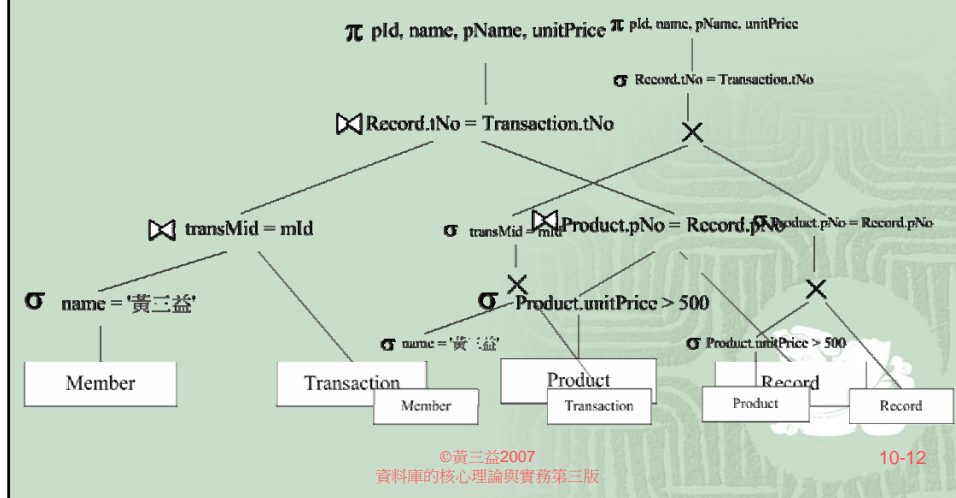 π pId, name, pName, unitPrice
π pId, name, pName, unitPrice
σ Record.tNo = Transaction.tNo
⋈ Record.tNo = Transaction.tNo
×
⋈ transMid = mId
σ transMid = mId
⋈ Product.pNo = Record.pNo
σ Product.pNo = Record.pNo
×
×
σ name = '黃三益'
σ Product.unitPrice > 500
σ name = '黃三益'
σ Product.unitPrice > 500
Member
Transaction
Product
Record
Member
Transaction
Product
Record
©黃三益2007
資料庫的核心理論與實務第三版
10-12